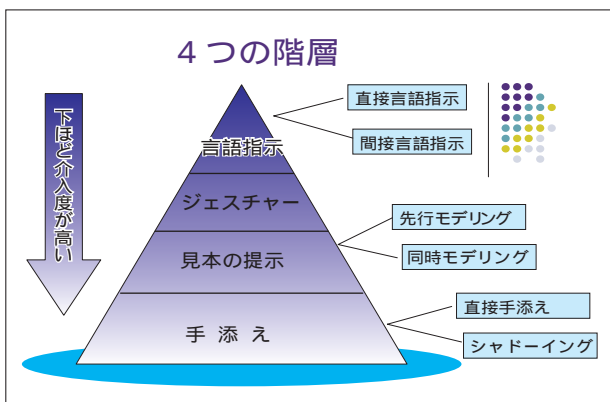 ４つの階層
下ほど介入度が高い
言語指示
直接言語指示
間接言語指示
ジェスチャー
見本の提示
先行モデリング
同時モデリング
手 添 え
直接手添え
シャドーイング